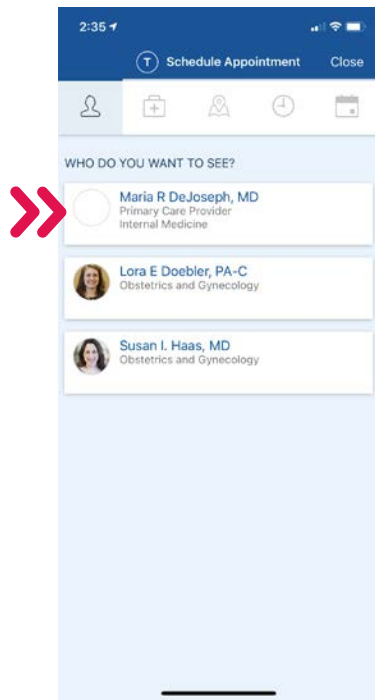 2:35
T Schedule Appointment Close
WHO DO YOU WANT TO SEE?
Maria R DeJoseph, MD
Primary Care Provider
Internal Medicine
Lora E Doebler, PA-C
Obstetrics and Gynecology
Susan I. Haas, MD
Obstetrics and Gynecology